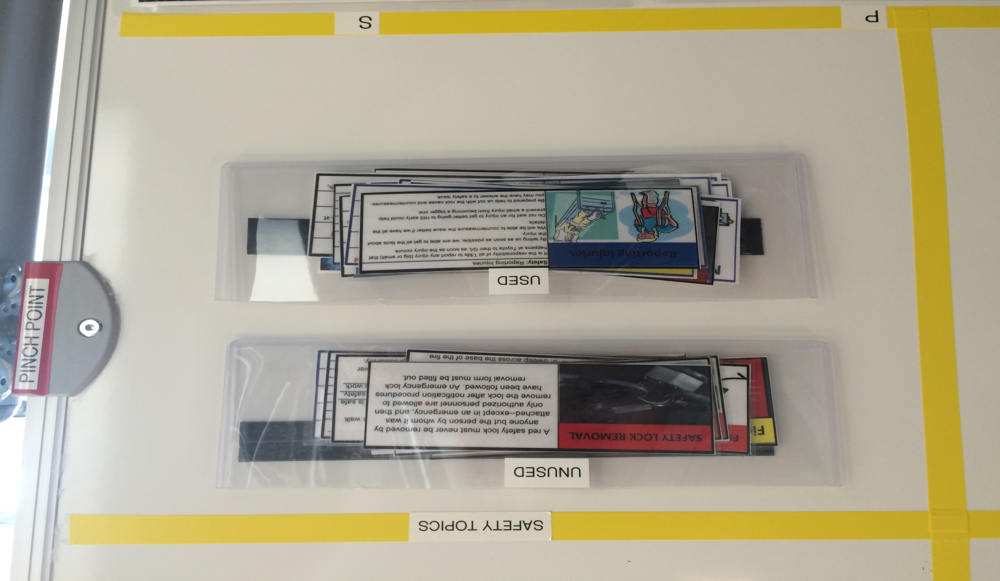 SAFETY TOPICS
UNUSED
SAFETY LOCK REMOVAL
A red safety lock must never be removed by
anyone but the person by whom it was
attached--except in an emergency, and then
only authorized personnel are allowed to
remove the lock after notification procedures
have been followed. An emergency lock
removal form must be filled out.
walk
is safe
safety,
work
Sweep across the base of the fire.
productivity.
USED
Reporting Injuries
Safety: Reporting Injuries
It is the responsibility of all T/Ms to report any injury (big or small) that
happens at Toyota to their G/L as soon as the injury occurs.
By telling us as soon as possible, we are able to get all the facts about
the injury.
We will be able to countermeasure the issue better if we have all the
details.
Do not wait for an injury to get better-going to HIS early could help
prevent a small injury from becoming a bigger one.
Be prepared to help us out with the root cause and countermeasures-
you may have the answer to a safety issue
at
P
S
PINCH POINT